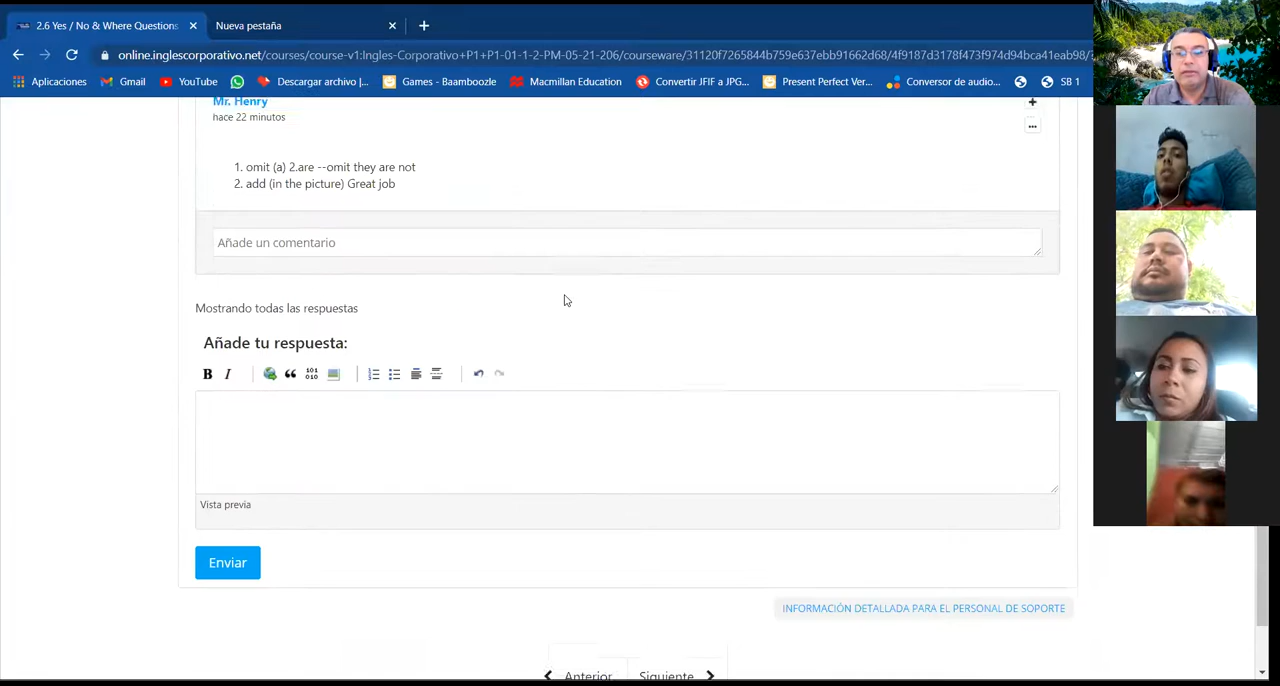 2.6 Yes / No & Where Questions
Nueva pestaña
online.inglescorporativo.net/courses/course-v1:Ingles-Corporativo+P1+P1-01-1-2-PM-05-21-206/courseware/31120f7265844b759e637ebb91662d68/4f9187d3178f473f974d94bca41eab98/
Aplicaciones Gmail YouTube Descargar archivo |... Games - Baamboozle Macmillan Education Convertir JFIF a JPG... Present Perfect Ver... Conversor de audio... SB 1
Mr. Henry
hace 22 minutos
1. omit (a) 2.are --omit they are not
2. add (in the picture) Great job
Añade un comentario
Mostrando todas las respuestas
Añade tu respuesta:
B I
Vista previa
Enviar
INFORMACIÓN DETALLADA PARA EL PERSONAL DE SOPORTE
Anterior Siguiente